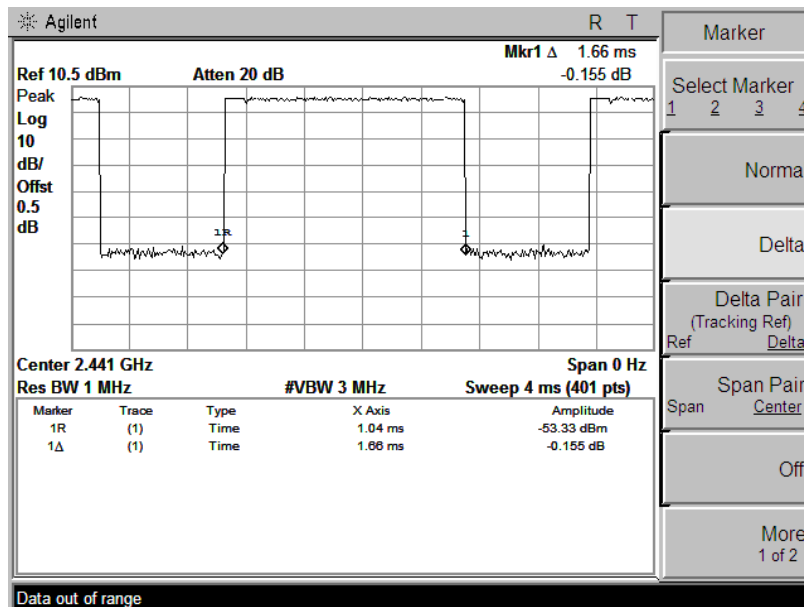 Agilent R T
Mkr1 Δ 1.66 ms
Ref 10.5 dBm Atten 20 dB -0.155 dB
Peak
Log
10
dB/
Offst
0.5
dB
1R
1
Center 2.441 GHz Span 0 Hz
Res BW 1 MHz #VBW 3 MHz Sweep 4 ms (401 pts)
Marker Trace Type X Axis Amplitude
1R (1) Time 1.04 ms -53.33 dBm
1Δ (1) Time 1.66 ms -0.155 dB
Data out of range
Marker
Select Marker
1 2 3 4
Norma
Delta
Delta Pair
(Tracking Ref)
Ref Delta
Span Pair
Span Center
Off
More
1 of 2